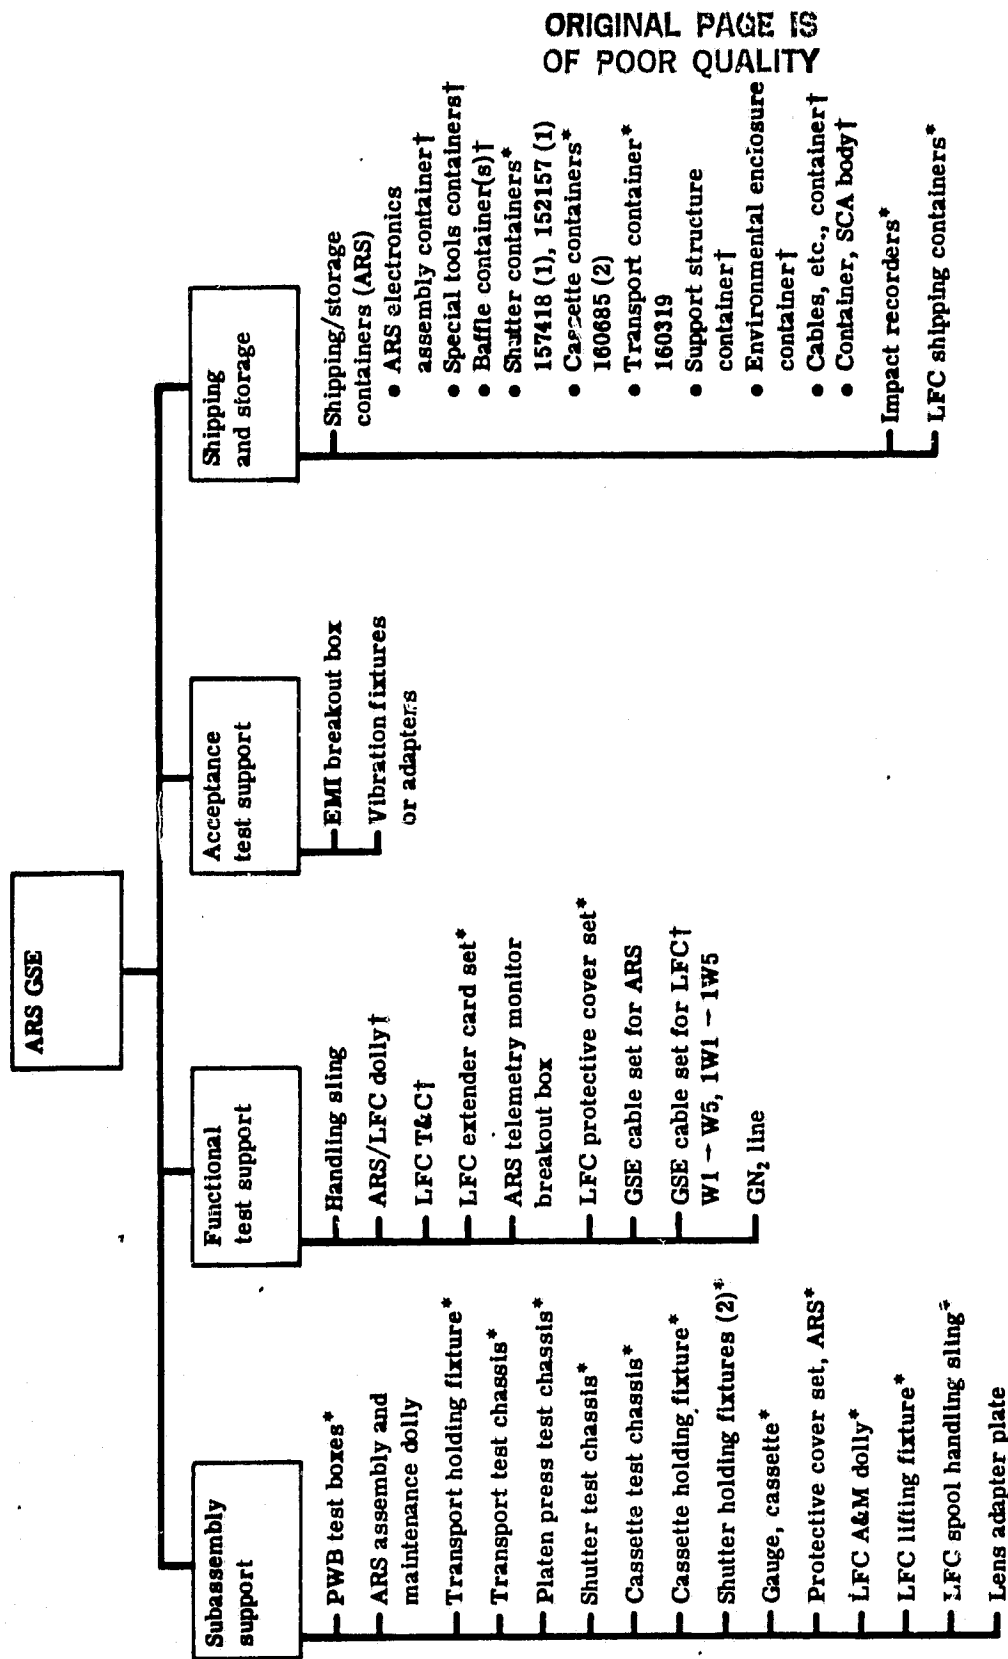 ORIGINAL PAGE IS
OF POOR QUALITY
ARS GSE
Subassembly
support
PWB test boxes*
ARS assembly and
maintenance dolly
Transport holding fixture*
Transport test chassis*
Platen press test chassis*
Shutter test chassis*
Cassette test chassis*
Cassette holding fixture*
Shutter holding fixtures (2)*
Gauge, cassette*
Protective cover set, ARS*
LFC A&M dolly*
LFC lifting fixture*
LFC spool handling sling*
Lens adapter plate
Functional
test support
Handling sling
ARS/LFC dolly†
LFC T&C†
LFC extender card set*
ARS telemetry monitor
breakout box
LFC protective cover set*
GSE cable set for ARS
GSE cable set for LFC†
W1 – W5, 1W1 – 1W5
GN₂ line
Acceptance
test support
EMI breakout box
Vibration fixtures
or adapters
Shipping
and storage
Shipping/storage
containers (ARS)
• ARS electronics
assembly container†
• Special tools containers†
• Baffle container(s)†
• Shutter containers*
157418 (1), 152157 (1)
• Cassette containers*
160685 (2)
• Transport container*
160319
• Support structure
container†
• Environmental enclosure
container†
• Cables, etc., container†
• Container, SCA body†
Impact recorders*
LFC shipping containers*